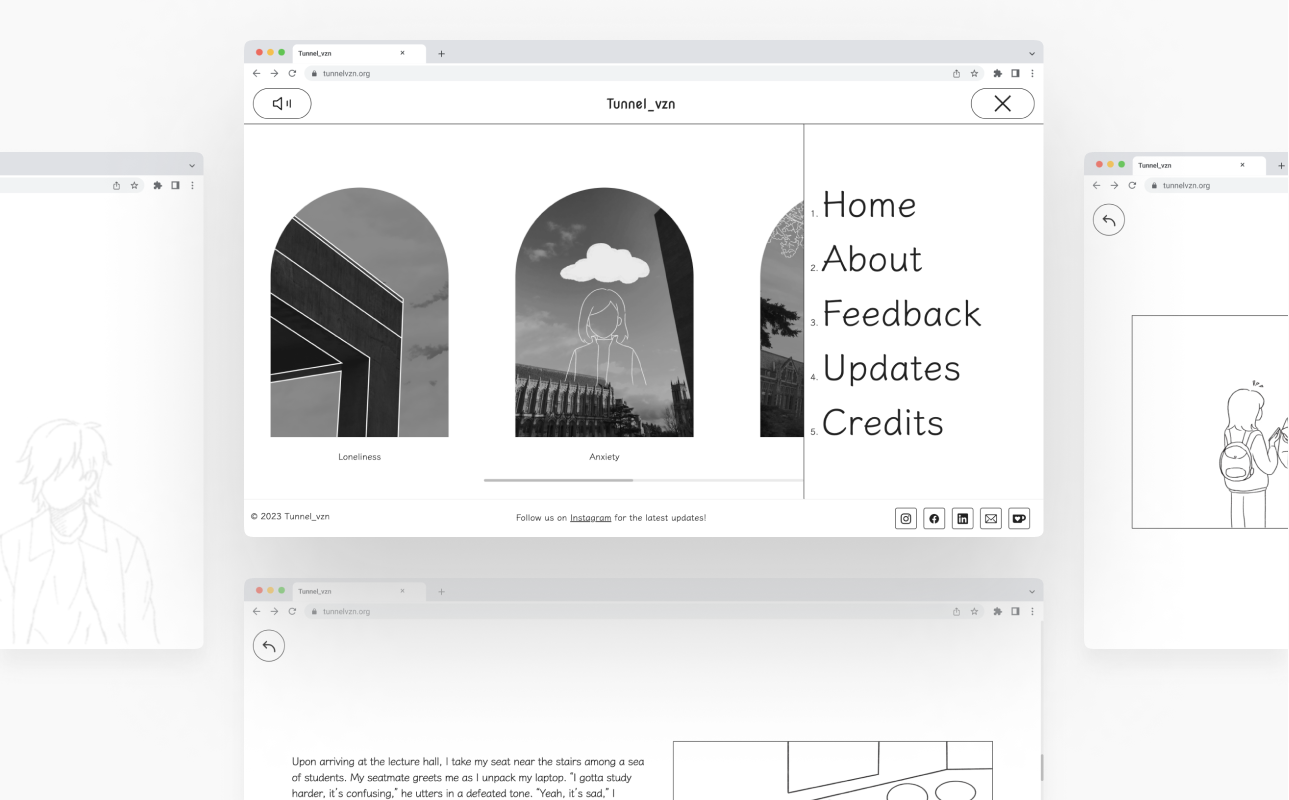 Tunnel_vzn
tunnelvzn.org
Tunnel_vzn
1. Home
2. About
3. Feedback
4. Updates
5. Credits
Loneliness
Anxiety
© 2023 Tunnel_vzn
Follow us on Instagram for the latest updates!
Tunnel_vzn
tunnelvzn.org
Tunnel_vzn
tunnelvzn.org
Upon arriving at the lecture hall, I take my seat near the stairs among a sea
of students. My seatmate greets me as I unpack my laptop. “I gotta study
harder, it’s confusing,” he utters in a defeated tone. “Yeah, it’s sad,” I